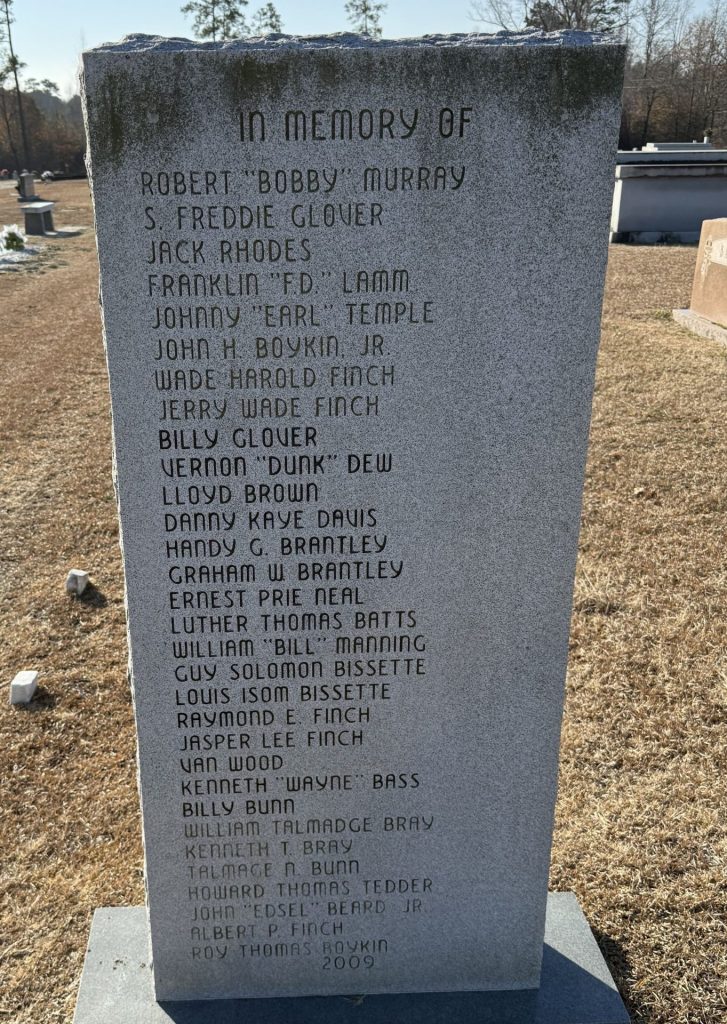 IN MEMORY OF
ROBERT "BOBBY" MURRAY
S. FREDDIE GLOVER
JACK RHODES
FRANKLIN "F.D." LAMM
JOHNNY "EARL" TEMPLE
JOHN H. BOYKIN, JR.
WADE HAROLD FINCH
JERRY WADE FINCH
BILLY GLOVER
VERNON "DUNK" DEW
LLOYD BROWN
DANNY KAYE DAVIS
HANDY G. BRANTLEY
GRAHAM W. BRANTLEY
ERNEST PRIE NEAL
LUTHER THOMAS BATTS
WILLIAM "BILL" MANNING
GUY SOLOMON BISSETTE
LOUIS ISOM BISSETTE
RAYMOND E. FINCH
JASPER LEE FINCH
VAN WOOD
KENNETH "WAYNE" BASS
BILLY BUNN
WILLIAM TALMADGE BRAY
KENNETH T. BRAY
TALMAGE N. BUNN
HOWARD THOMAS TEDDER
JOHN "EDSEL" BEARD JR.
ALBERT P. FINCH
ROY THOMAS BOYKIN
2009